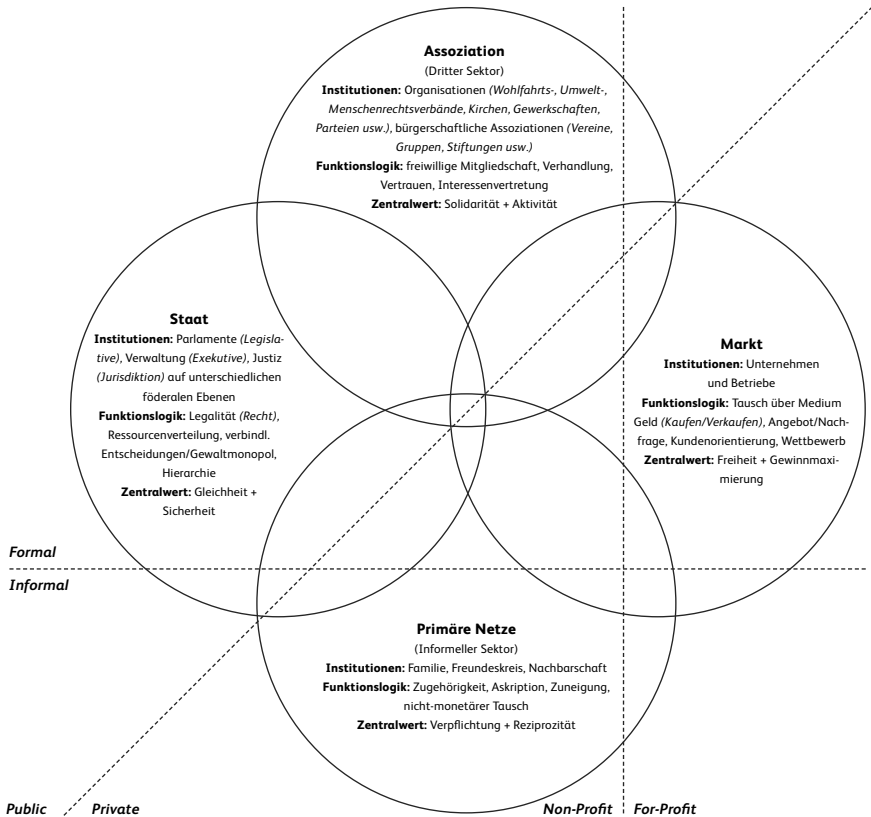 Assoziation
(Dritter Sektor)
Institutionen: Organisationen (Wohlfahrts-, Umwelt-,
Menschenrechtsverbände, Kirchen, Gewerkschaften,
Parteien usw.), bürgerschaftliche Assoziationen (Vereine,
Gruppen, Stiftungen usw.)
Funktionslogik: freiwillige Mitgliedschaft, Verhandlung,
Vertrauen, Interessenvertretung
Zentralwert: Solidarität + Aktivität
Staat
Institutionen: Parlamente (Legisla-
tive), Verwaltung (Exekutive), Justiz
(Jurisdiktion) auf unterschiedlichen
föderalen Ebenen
Funktionslogik: Legalität (Recht),
Ressourcenverteilung, verbindl.
Entscheidungen/Gewaltmonopol,
Hierarchie
Zentralwert: Gleichheit +
Sicherheit
Markt
Institutionen: Unternehmen
und Betriebe
Funktionslogik: Tausch über Medium
Geld (Kaufen/Verkaufen), Angebot/Nach-
frage, Kundenorientierung, Wettbewerb
Zentralwert: Freiheit + Gewinnmaxi-
mierung
Formal
Informal
Primäre Netze
(Informeller Sektor)
Institutionen: Familie, Freundeskreis, Nachbarschaft
Funktionslogik: Zugehörigkeit, Askription, Zuneigung,
nicht-monetärer Tausch
Zentralwert: Verpflichtung + Reziprozität
Public Private Non-Profit For-Profit